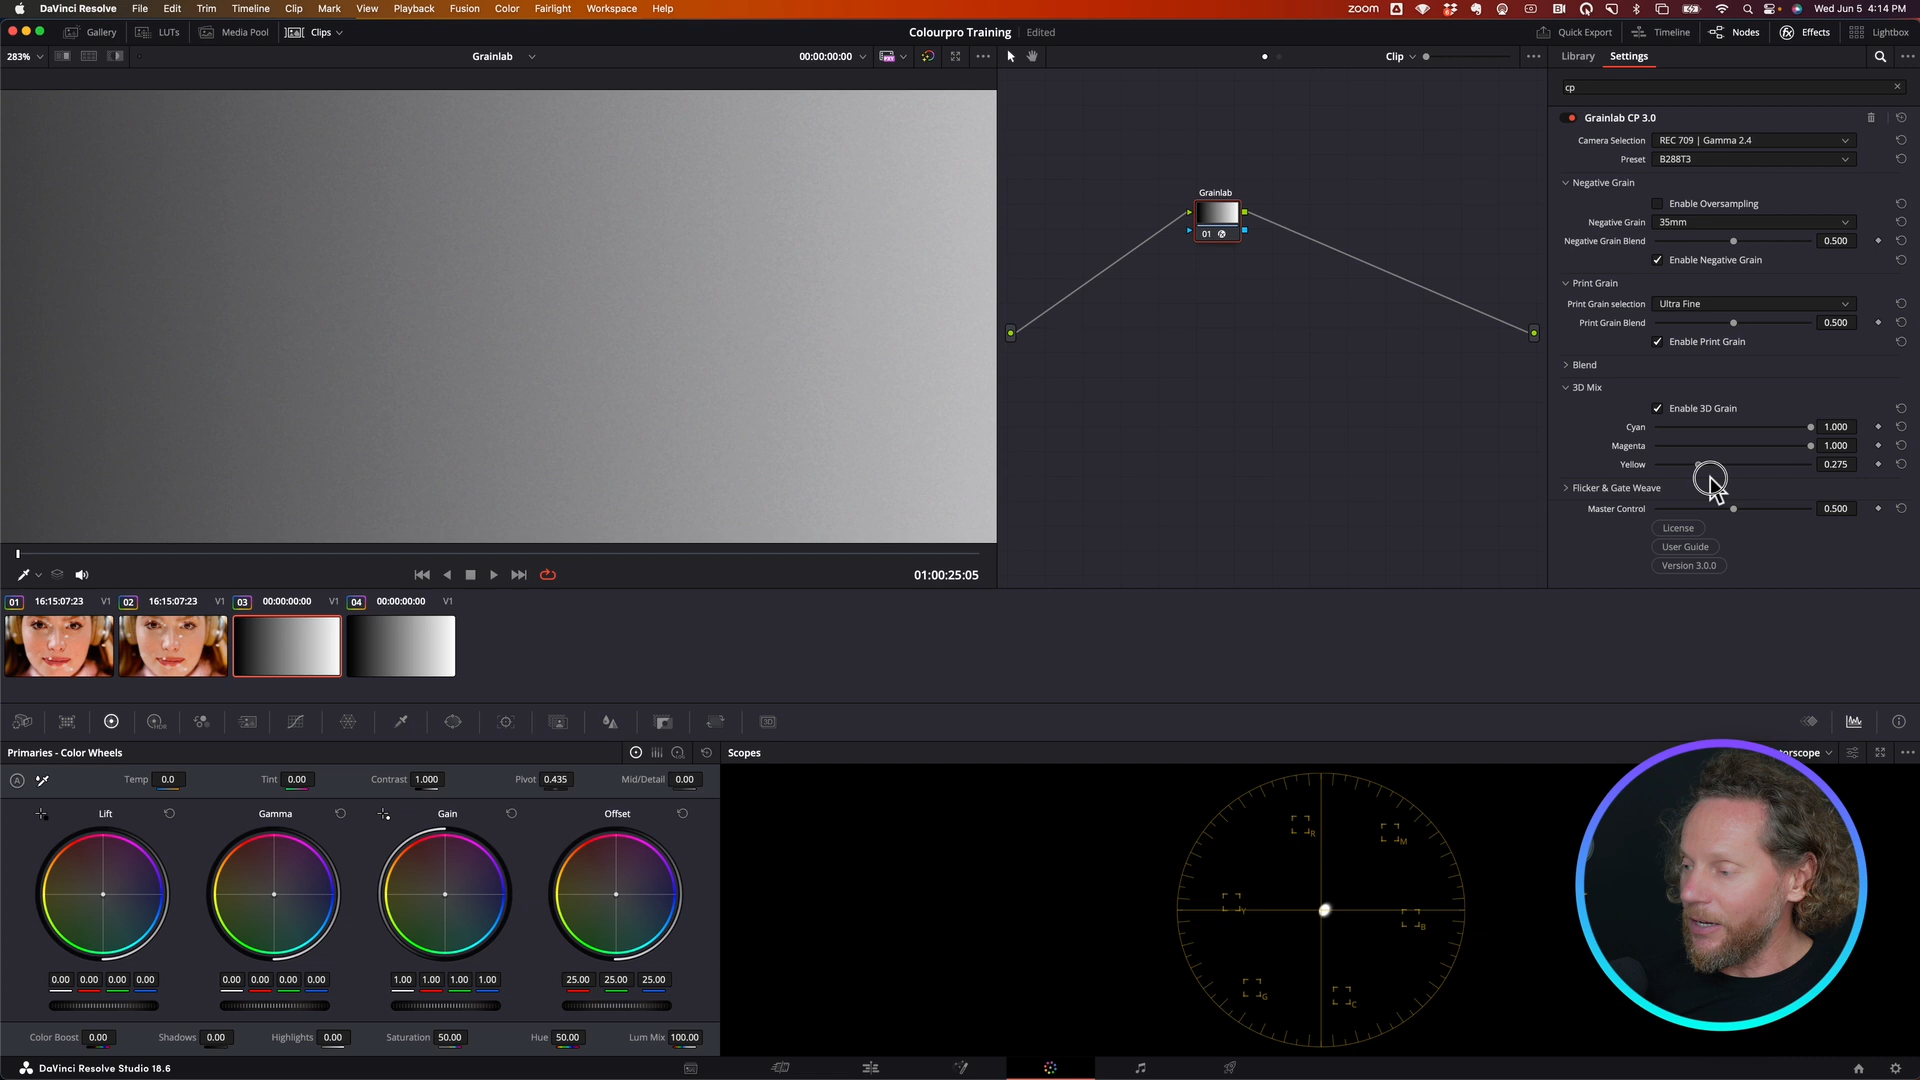 DaVinci Resolve File Edit Trim Timeline Clip Mark View Playback Fusion Color Fairlight Workspace Help zoom Wed Jun 5 4:14 PM
Gallery LUTs Media Pool Clips Colourpro Training Edited Quick Export Timeline Nodes Effects Lightbox
283% Grainlab 00:00:00:00 Clip Library Settings
cp
Grainlab CP 3.0
Camera Selection REC 709 | Gamma 2.4
Preset B288T3
Negative Grain
Enable Oversampling
Negative Grain 35mm
Negative Grain Blend 0.500
Enable Negative Grain
Print Grain
Print Grain selection Ultra Fine
Print Grain Blend 0.500
Enable Print Grain
Blend
3D Mix
Enable 3D Grain
Cyan 1.000
Magenta 1.000
Yellow 0.275
Flicker & Gate Weave
Master Control 0.500
License
User Guide
Version 3.0.0
Grainlab
01
01:00:25:05
01 16:15:07:23 V1 02 16:15:07:23 V1 03 00:00:00:00 V1 04 00:00:00:00 V1
HDR 3D
Primaries - Color Wheels Scopes
A Temp 0.0 Tint 0.00 Contrast 1.000 Pivot 0.435 Mid/Detail 0.00
Lift Gamma Gain Offset
0.00 0.00 0.00 0.00 0.00 0.00 0.00 0.00 1.00 1.00 1.00 1.00 25.00 25.00 25.00
Color Boost 0.00 Shadows 0.00 Highlights 0.00 Saturation 50.00 Hue 50.00 Lum Mix 100.00
R
M
Y
B
G
C
DaVinci Resolve Studio 18.6